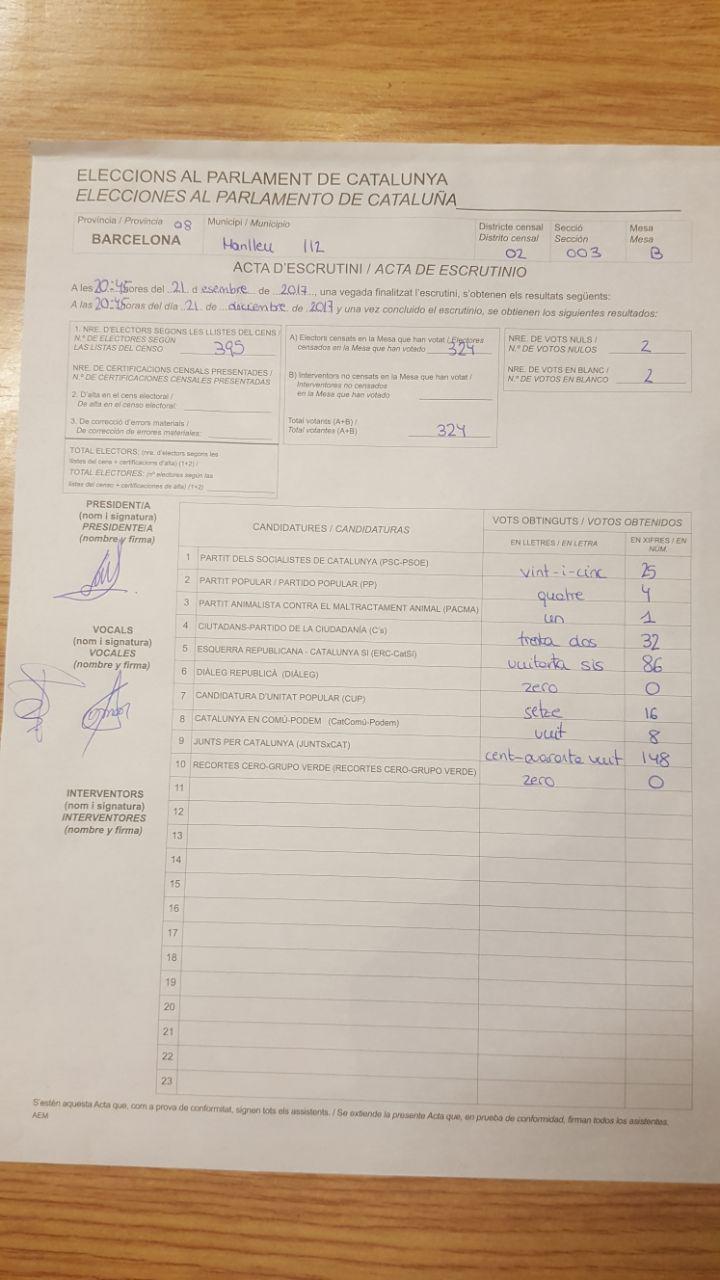 ELECCIONS AL PARLAMENT DE CATALUNYA
ELECCIONES AL PARLAMENTO DE CATALUÑA
Província / Provincia 08
BARCELONA
Municipi / Municipio
Manlleu 112
Districte censal
Distrito censal
02
Secció
Sección
003
Mesa
Mesa
B
ACTA D'ESCRUTINI / ACTA DE ESCRUTINIO
A les 20:45 ores del 21 d esembre de 2017, una vegada finalitzat l'escrutini, s'obtenen els resultats següents:
A las 20:45 oras del día 21 de diciembre de 2017 y una vez concluido el escrutinio, se obtienen los siguientes resultados:
1. NRE. D'ELECTORS SEGONS LES LLISTES DEL CENS /
N.º DE ELECTORES SEGÚN
LAS LISTAS DEL CENSO 395
NRE. DE CERTIFICACIONS CENSALS PRESENTADES /
N.º DE CERTIFICACIONES CENSALES PRESENTADAS
2. D'alta en el cens electoral /
De alta en el censo electoral:
3. De correcció d'errors materials /
De corrección de errores materiales:
TOTAL ELECTORS: (nre. d'electors segons les
llistes del cens + certificacions d'alta) (1+2) /
TOTAL ELECTORES: (nº electores según las
listas del censo + certificaciones de alta) (1+2)
A) Electors censats en la Mesa que han votat / Electores
censados en la Mesa que han votado 324
B) Interventors no censats en la Mesa que han votat /
Interventores no censados
en la Mesa que han votado
Total votants (A+B) /
Total votantes (A+B) 324
NRE. DE VOTS NULS /
N.º DE VOTOS NULOS 2
NRE. DE VOTS EN BLANC /
N.º DE VOTOS EN BLANCO 2
PRESIDENT/A
(nom i signatura)
PRESIDENTE/A
(nombre y firma)
VOCALS
(nom i signatura)
VOCALES
(nombre y firma)
INTERVENTORS
(nom i signatura)
INTERVENTORES
(nombre y firma)
CANDIDATURES / CANDIDATURAS
VOTS OBTINGUTS / VOTOS OBTENIDOS
EN LLETRES / EN LETRA
EN XIFRES / EN
NÚM.
1 PARTIT DELS SOCIALISTES DE CATALUNYA (PSC-PSOE) vint-i-cinc 25
2 PARTIT POPULAR / PARTIDO POPULAR (PP) quatre 4
3 PARTIT ANIMALISTA CONTRA EL MALTRACTAMENT ANIMAL (PACMA) un 1
4 CIUTADANS-PARTIDO DE LA CIUDADANÍA (C's) trenta dos 32
5 ESQUERRA REPUBLICANA - CATALUNYA SÍ (ERC-CatSí) vuitanta sis 86
6 DIÀLEG REPUBLICÀ (DIÀLEG) zero 0
7 CANDIDATURA D'UNITAT POPULAR (CUP) setze 16
8 CATALUNYA EN COMÚ-PODEM (CatComú-Podem) vuit 8
9 JUNTS PER CATALUNYA (JUNTSxCAT) cent-quaranta vuit 148
10 RECORTES CERO-GRUPO VERDE (RECORTES CERO-GRUPO VERDE) zero 0
11
12
13
14
15
16
17
18
19
20
21
22
23
S'estén aquesta Acta que, com a prova de conformitat, signen tots els assistents. / Se extiende la presente Acta que, en prueba de conformidad, firman todos los asistentes.
AEM